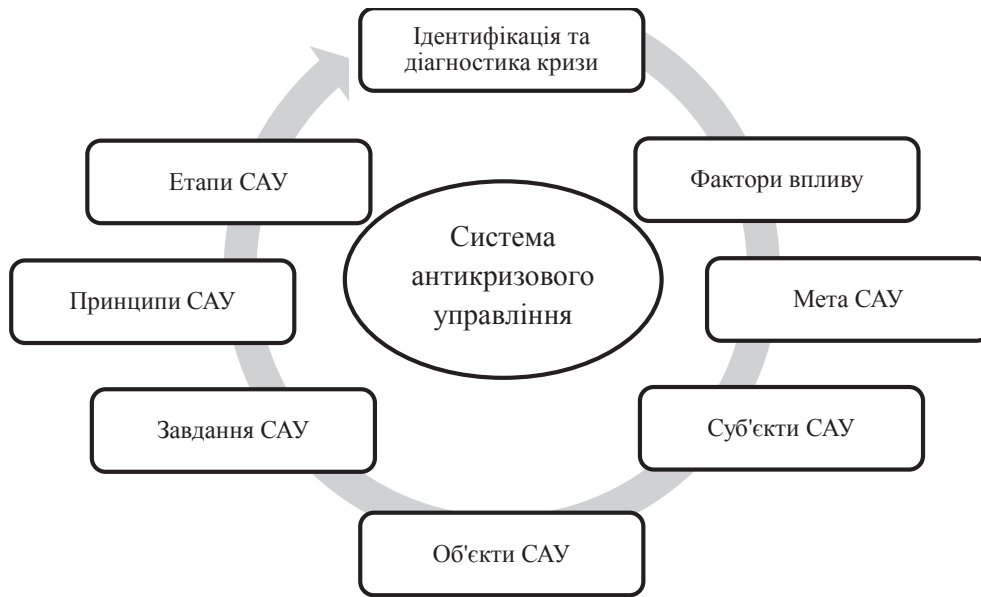 Ідентифікація та
діагностика кризи
Фактори впливу
Мета САУ
Суб'єкти САУ
Об'єкти САУ
Завдання САУ
Принципи САУ
Етапи САУ
Система
антикризового
управління